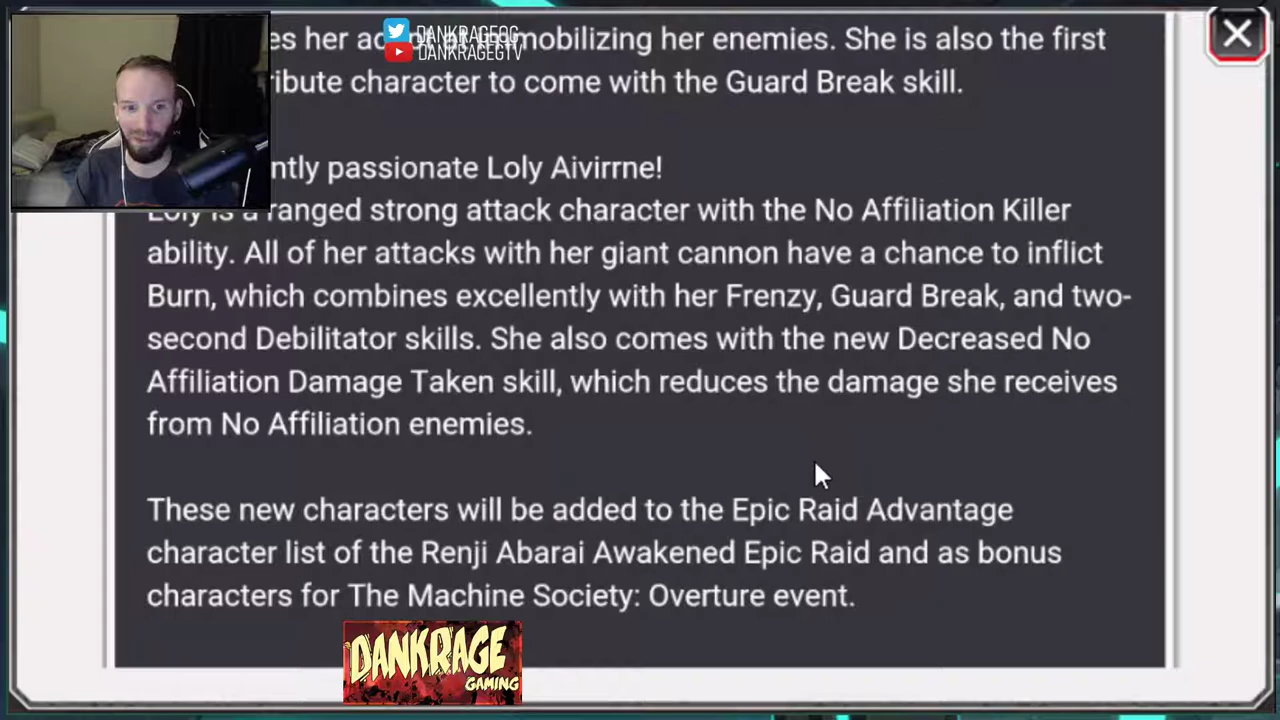 DANKRAGEOG
DANKRAGEGTV
es her mobilizing her enemies. She is also the first
ibute character to come with the Guard Break skill.
ntly passionate Loly Aivirrne!
Loly is a ranged strong attack character with the No Affiliation Killer
ability. All of her attacks with her giant cannon have a chance to inflict
Burn, which combines excellently with her Frenzy, Guard Break, and two-
second Debilitator skills. She also comes with the new Decreased No
Affiliation Damage Taken skill, which reduces the damage she receives
from No Affiliation enemies.
These new characters will be added to the Epic Raid Advantage
character list of the Renji Abarai Awakened Epic Raid and as bonus
characters for The Machine Society: Overture event.
DANKRAGE
GAMING